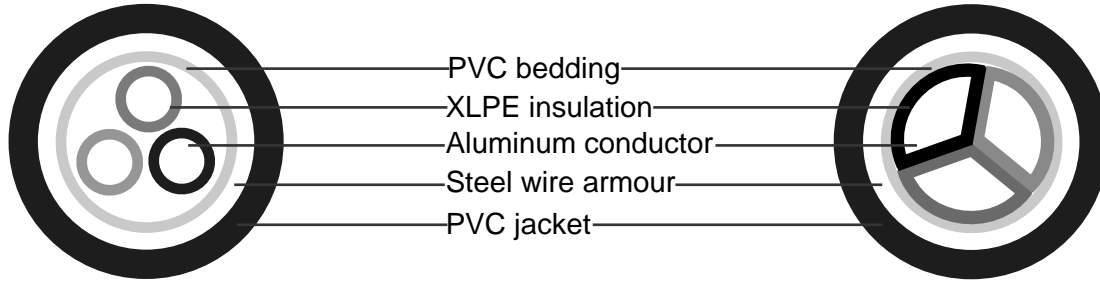 PVC bedding
XLPE insulation
Aluminum conductor
Steel wire armour
PVC jacket